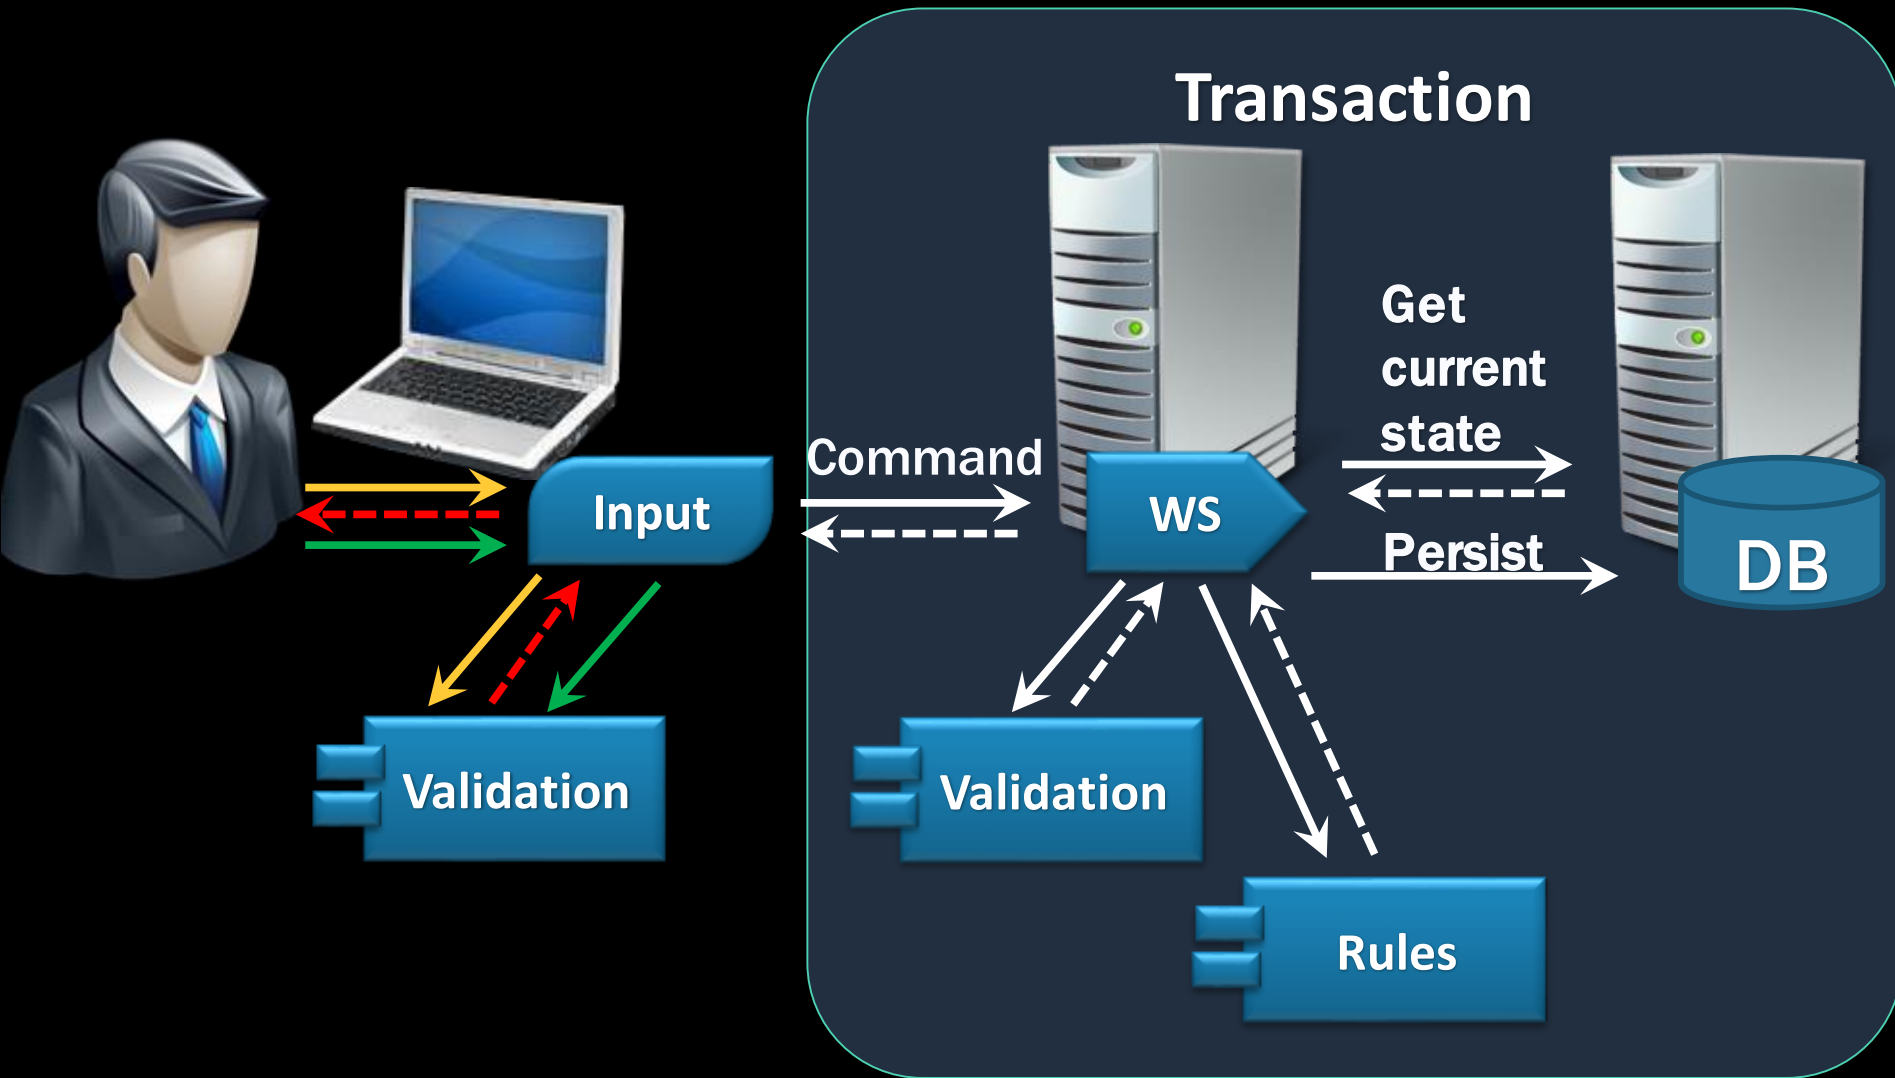 Transaction
Get
current
state
Command
Input
WS
Persist
DB
Validation
Validation
Rules